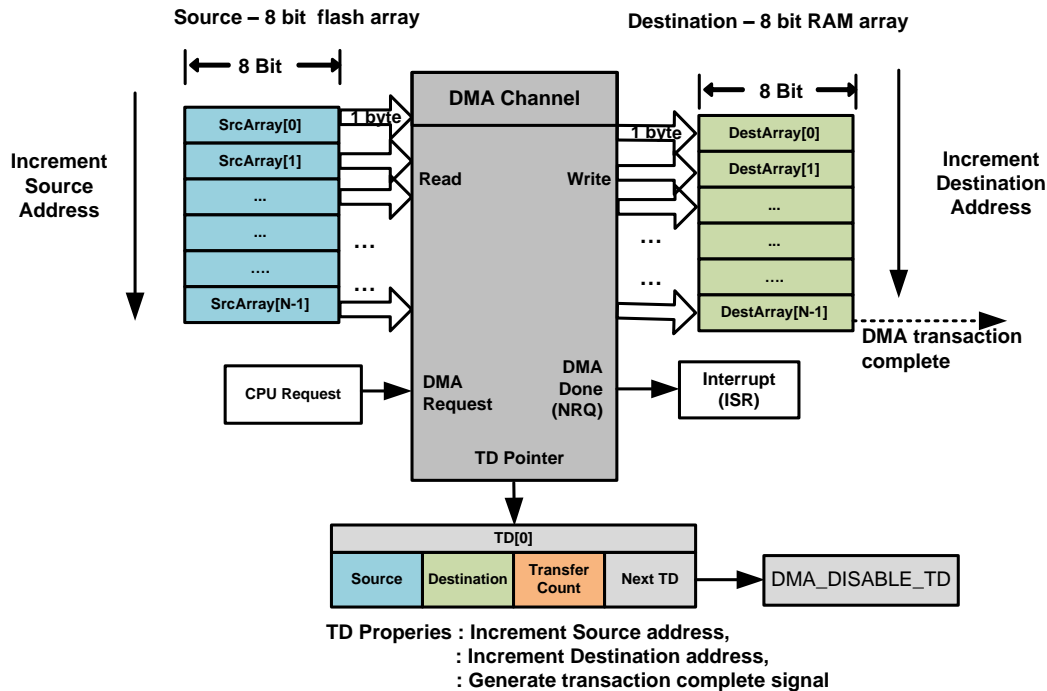 Source – 8 bit flash array
Destination – 8 bit RAM array
8 Bit
DMA Channel
8 Bit
SrcArray[0]
1 byte
1 byte
DestArray[0]
SrcArray[1]
DestArray[1]
Increment
Source
Address
Read
Write
Increment
Destination
Address
...
...
...
...
...
...
....
....
...
...
SrcArray[N-1]
DestArray[N-1]
DMA transaction
complete
CPU Request
DMA
Request
DMA
Done
(NRQ)
Interrupt
(ISR)
TD Pointer
TD[0]
Source
Destination
Transfer
Count
Next TD
DMA_DISABLE_TD
TD Properies : Increment Source address,
: Increment Destination address,
: Generate transaction complete signal